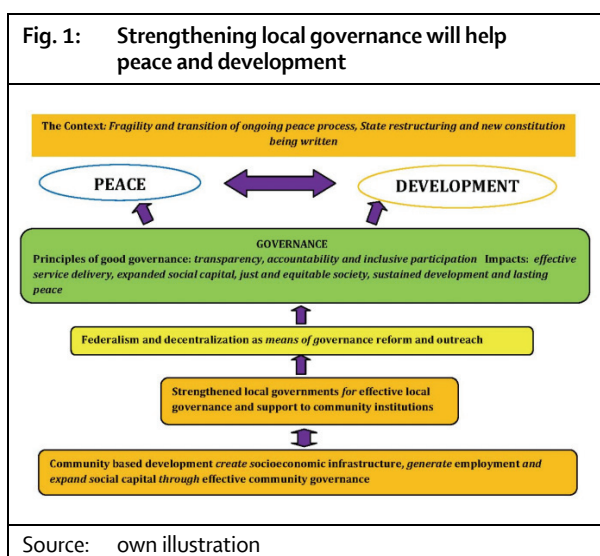 Fig. 1: Strengthening local governance will help
peace and development
The Context: Fragility and transition of ongoing peace process, State restructuring and new constitution
being written
PEACE
DEVELOPMENT
GOVERNANCE
Principles of good governance: transparency, accountability and inclusive participation Impacts: effective
service delivery, expanded social capital, just and equitable society, sustained development and lasting
peace
Federalism and decentralization as means of governance reform and outreach
Strengthened local governments for effective local
governance and support to community institutions
Community based development create socioeconomic infrastructure, generate employment and
expand social capital through effective community governance
Source: own illustration